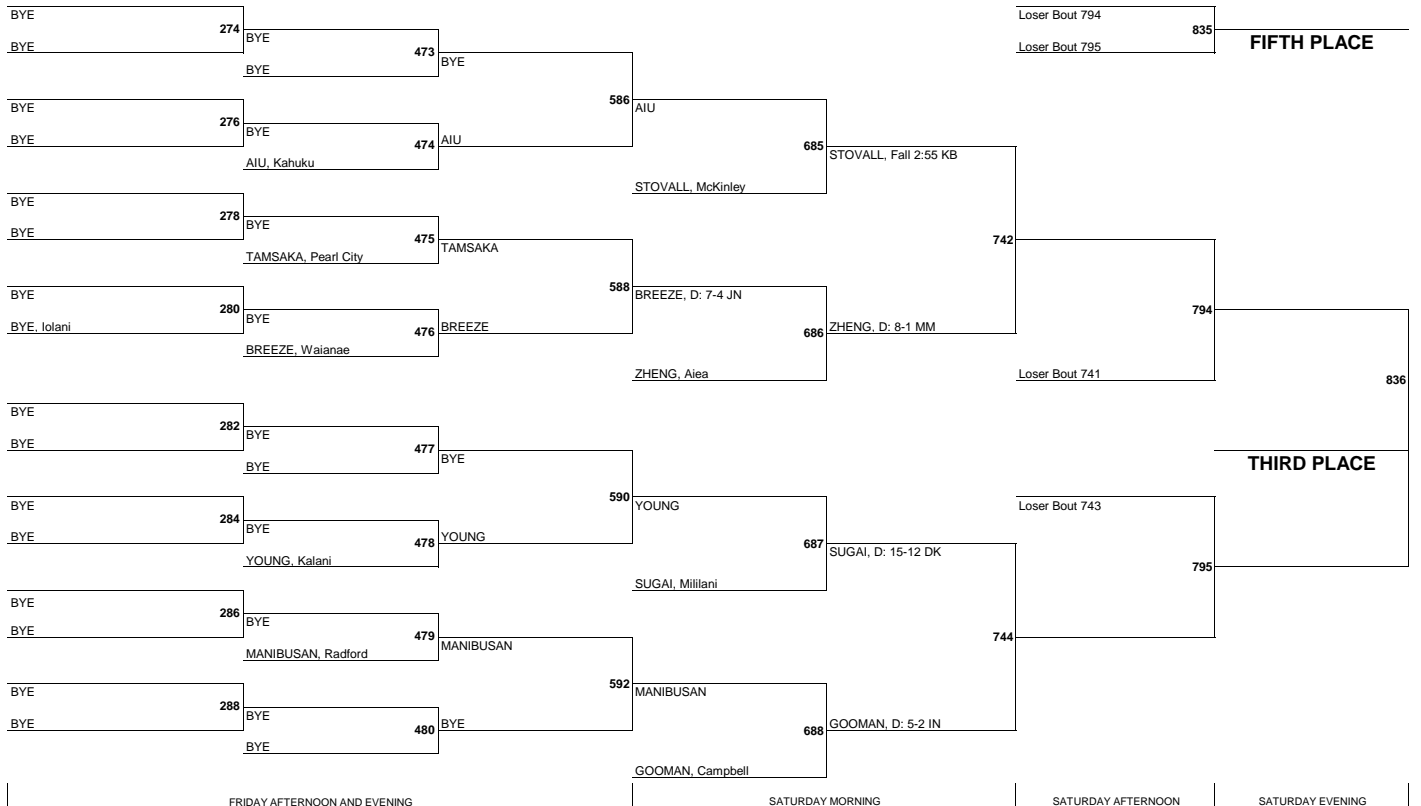 BYE
274
BYE
BYE
473
BYE
BYE
BYE
276
BYE
BYE
474
AIU
AIU, Kahuku
586
AIU
685
STOVALL, Fall 2:55 KB
STOVALL, McKinley
BYE
278
BYE
BYE
475
TAMSAKA
TAMSAKA, Pearl City
588
BREEZE, D: 7-4 JN
BYE
280
BYE
BYE, Iolani
476
BREEZE
BREEZE, Waianae
686
ZHENG, D: 8-1 MM
ZHENG, Aiea
742
794
Loser Bout 741
BYE
282
BYE
BYE
477
BYE
BYE
590
YOUNG
BYE
284
BYE
BYE
478
YOUNG
YOUNG, Kalani
687
SUGAI, D: 15-12 DK
SUGAI, Mililani
BYE
286
BYE
BYE
479
MANIBUSAN
MANIBUSAN, Radford
592
MANIBUSAN
BYE
288
BYE
BYE
480
BYE
BYE
688
GOOMAN, D: 5-2 IN
GOOMAN, Campbell
744
Loser Bout 743
795
836
THIRD PLACE
Loser Bout 794
835
Loser Bout 795
FIFTH PLACE
FRIDAY AFTERNOON AND EVENING
SATURDAY MORNING
SATURDAY AFTERNOON
SATURDAY EVENING